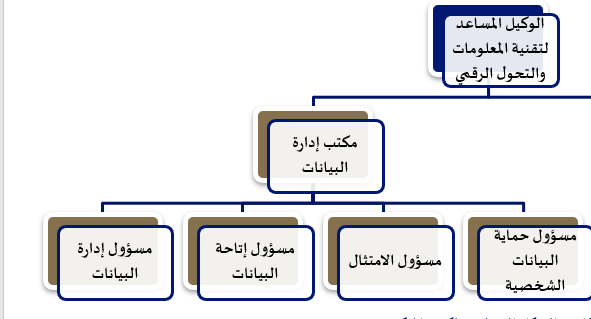 الوكيل المساعد
لتقنية المعلومات
والتحول الرقمي
مكتب إدارة
البيانات
مسؤول حماية
البيانات
الشخصية
مسؤول الامتثال
مسؤول إتاحة
البيانات
مسؤول إدارة
البيانات